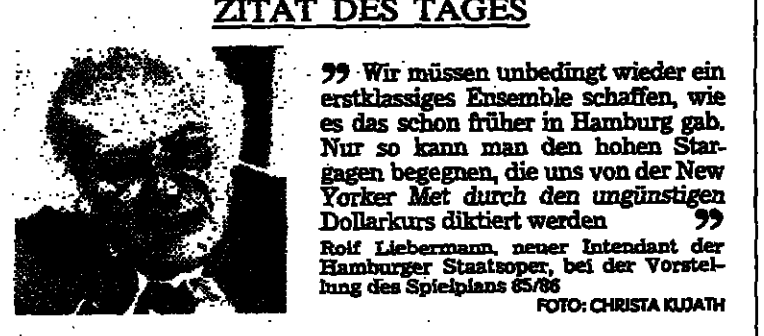 ZITAT DES TAGES
„ Wir müssen unbedingt wieder ein
erstklassiges Ensemble schaffen, wie
es das schon früher in Hamburg gab.
Nur so kann man den hohen Star-
gagen begegnen, die uns von der New
Yorker Met durch den ungünstigen
Dollarkurs diktiert werden ”
Rolf Liebermann, neuer Intendant der
Hamburger Staatsoper, bei der Vorstel-
lung des Spielplans 85/86
FOTO: CHRISTA KUJATH